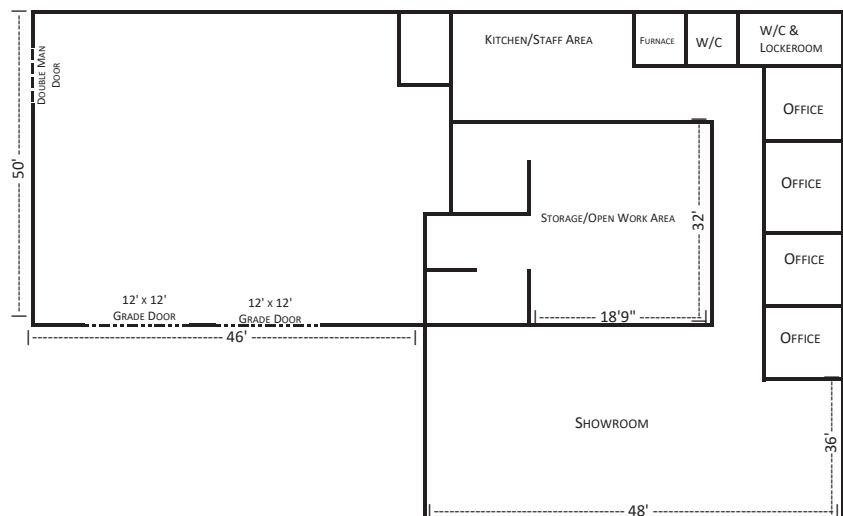 Kitchen/Staff Area
Furnace
W/C
W/C &
Lockeroom
Double Man
Door
Office
50'
Office
32'
Storage/Open Work Area
Office
12' x 12'
Grade Door
12' x 12'
Grade Door
18'9"
46'
Office
Showroom
36'
48'